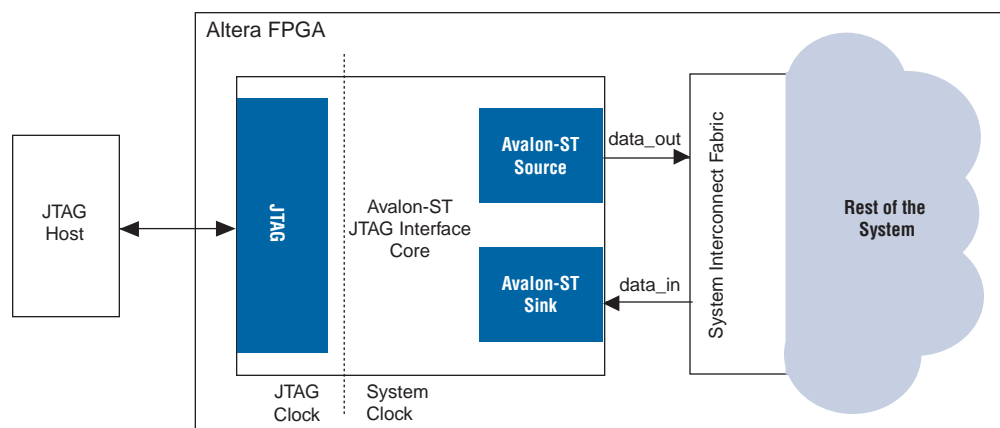 Altera FPGA
JTAG
Host
JTAG
Avalon-ST
JTAG Interface
Core
Avalon-ST
Source
Avalon-ST
Sink
data_out
data_in
System Interconnect Fabric
Rest of the
System
JTAG
Clock
System
Clock